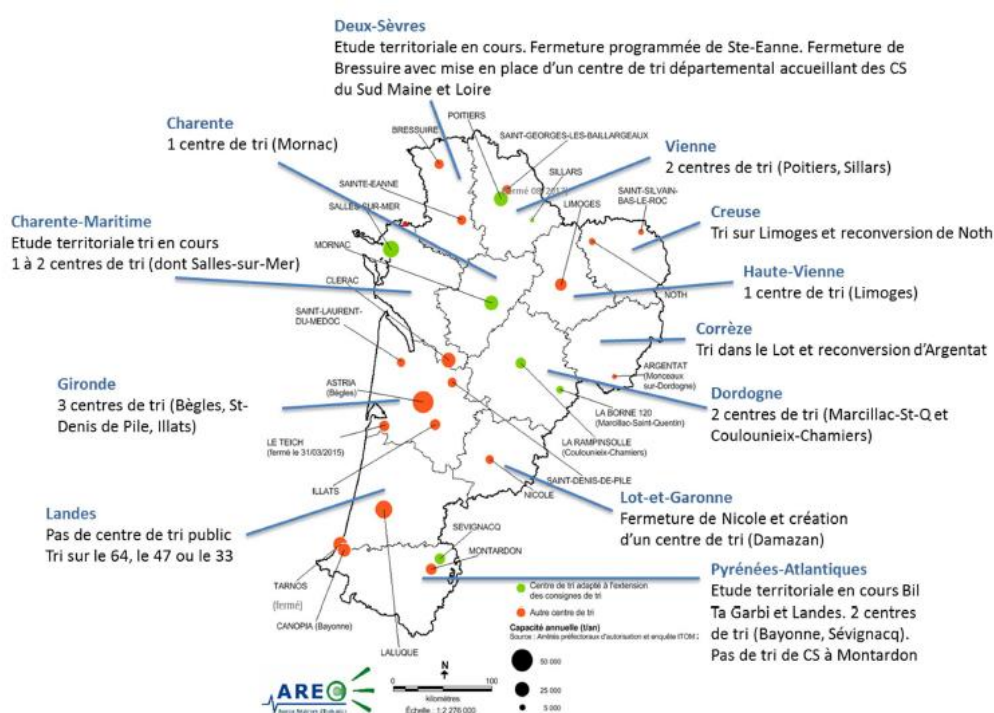 Deux-Sèvres
Etude territoriale en cours. Fermeture programmée de Ste-Eanne. Fermeture de
Bressuire avec mise en place d'un centre de tri départemental accueillant des CS
du Sud Maine et Loire
Charente
1 centre de tri (Mornac)
POITIERS
BRESSUIRE
SAINT-GEORGES-LES-BAILLARGEAUX
Vienne
2 centres de tri (Poitiers, Sillars)
SILLARS
SAINTE-EANNE
LIMOGES
SAINT-SILVAIN-
BAS-LE-ROC
SALLES-SUR-MER
Creuse
Tri sur Limoges et reconversion de Noth
Charente-Maritime
Etude territoriale tri en cours
1 à 2 centres de tri (dont Salles-sur-Mer)
MORNAC
CLERAC
Haute-Vienne
1 centre de tri (Limoges)
NOTH
SAINT-LAURENT-
DU-MEDOC
Corrèze
Tri dans le Lot et reconversion d'Argentat
ARGENTAT
(Monceaux
sur-Dordogne)
Gironde
3 centres de tri (Bègles, St-
Denis de Pile, Illats)
ASTRIA
(Bègles)
Dordogne
2 centres de tri (Marcillac-St-Q et
Coulounieix-Chamiers)
LA BORNE 120
(Marcillac-Saint-Quentin)
LE TEICH
(fermé le 31/03/2015)
LA RAMPINSOLLE
(Coulounieix-Chamiers)
SAINT-DENIS-DE-PILE
ILLATS
NICOLE
Lot-et-Garonne
Fermeture de Nicole et création
d'un centre de tri (Damazan)
Landes
Pas de centre de tri public
Tri sur le 64, le 47 ou le 33
SEVIGNACQ
MONTARDON
Pyrénées-Atlantiques
Etude territoriale en cours Bil
Ta Garbi et Landes. 2 centres
de tri (Bayonne, Sévignacq).
Pas de tri de CS à Montardon
TARNOS
(fermé)
CANOPIA (Bayonne)
LALUQUE
Centre de tri adapté à l'extension
des consignes de tri
Autre centre de tri
Capacité annuelle (t/an)
Source : Arrêtés préfectoraux d'autorisation et enquête ITOM
50 000
25 000
5 000
N
0 100
kilomètres
Échelle : 1:2 276 000
AREC